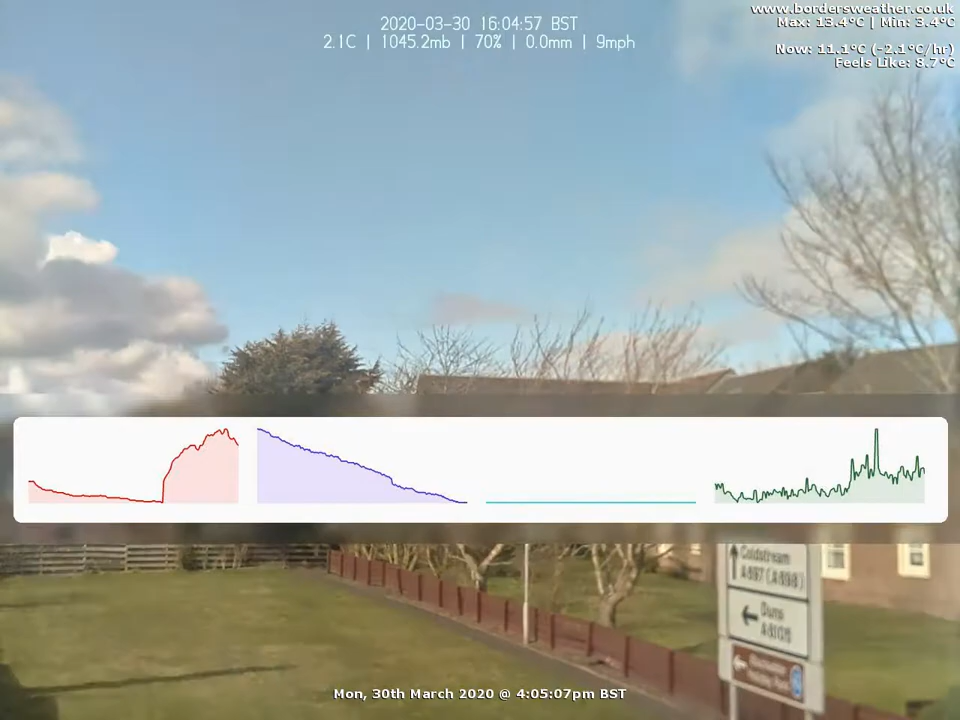 2020-03-30 16:04:57 BST
2.1C | 1045.2mb | 70% | 0.0mm | 9mph
www.bordersweather.co.uk
Max: 13.4°C | Min: 3.4°C
Now: 11.1°C (-2.1°C/hr)
Feels Like: 8.7°C
Coldstream
A697 (A698)
Duns
A6105
Mon, 30th March 2020 @ 4:05:07pm BST